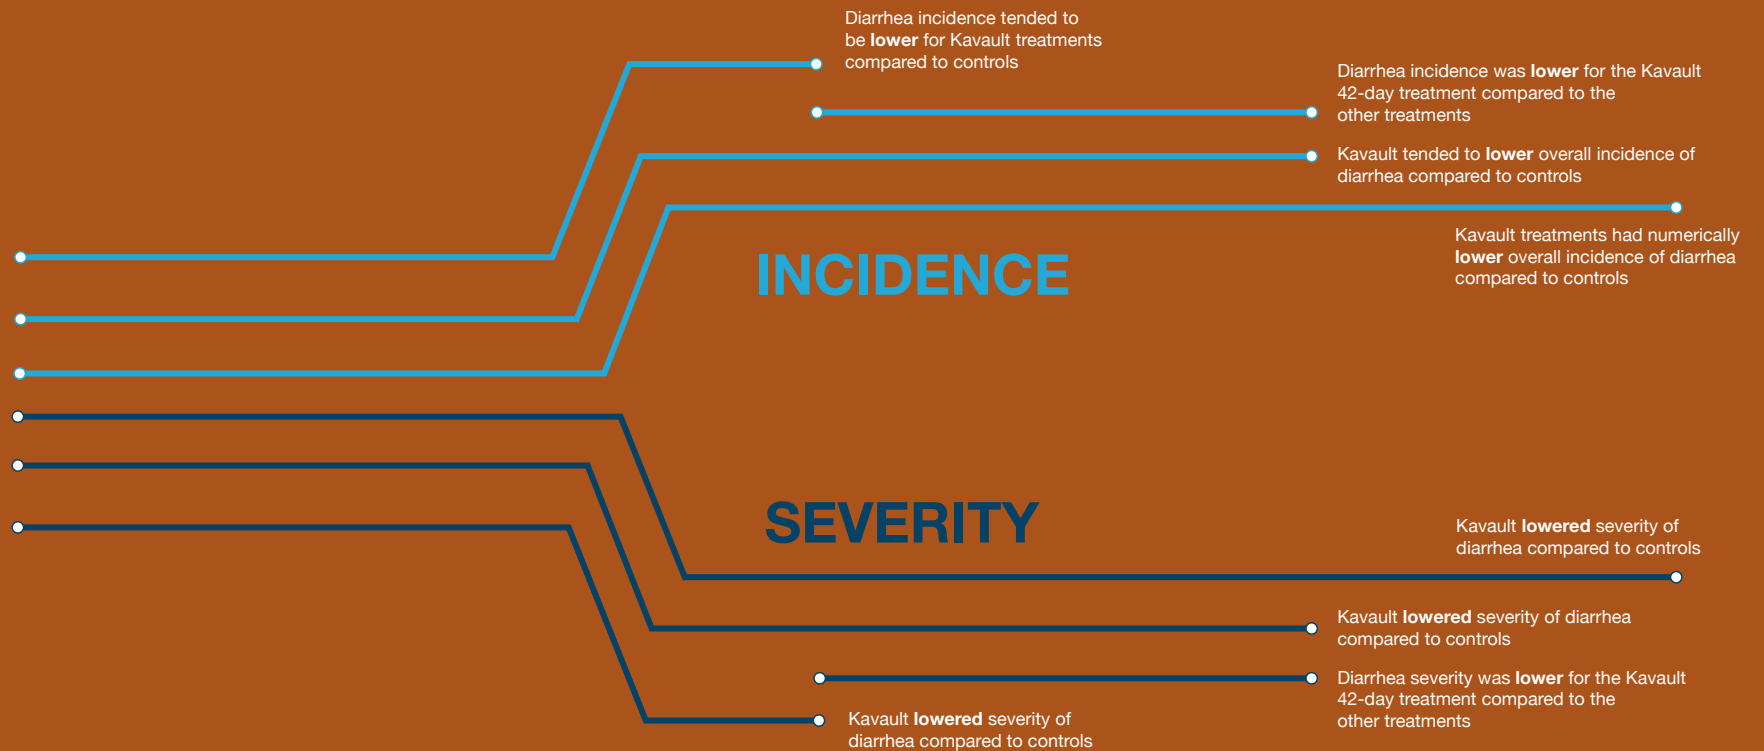 Diarrhea incidence tended to
be lower for Kavault treatments
compared to controls
Diarrhea incidence was lower for the Kavault
42-day treatment compared to the
other treatments
Kavault tended to lower overall incidence of
diarrhea compared to controls
Kavault treatments had numerically
lower overall incidence of diarrhea
compared to controls
INCIDENCE
SEVERITY
Kavault lowered severity of
diarrhea compared to controls
Kavault lowered severity of diarrhea
compared to controls
Diarrhea severity was lower for the Kavault
42-day treatment compared to the
other treatments
Kavault lowered severity of
diarrhea compared to controls